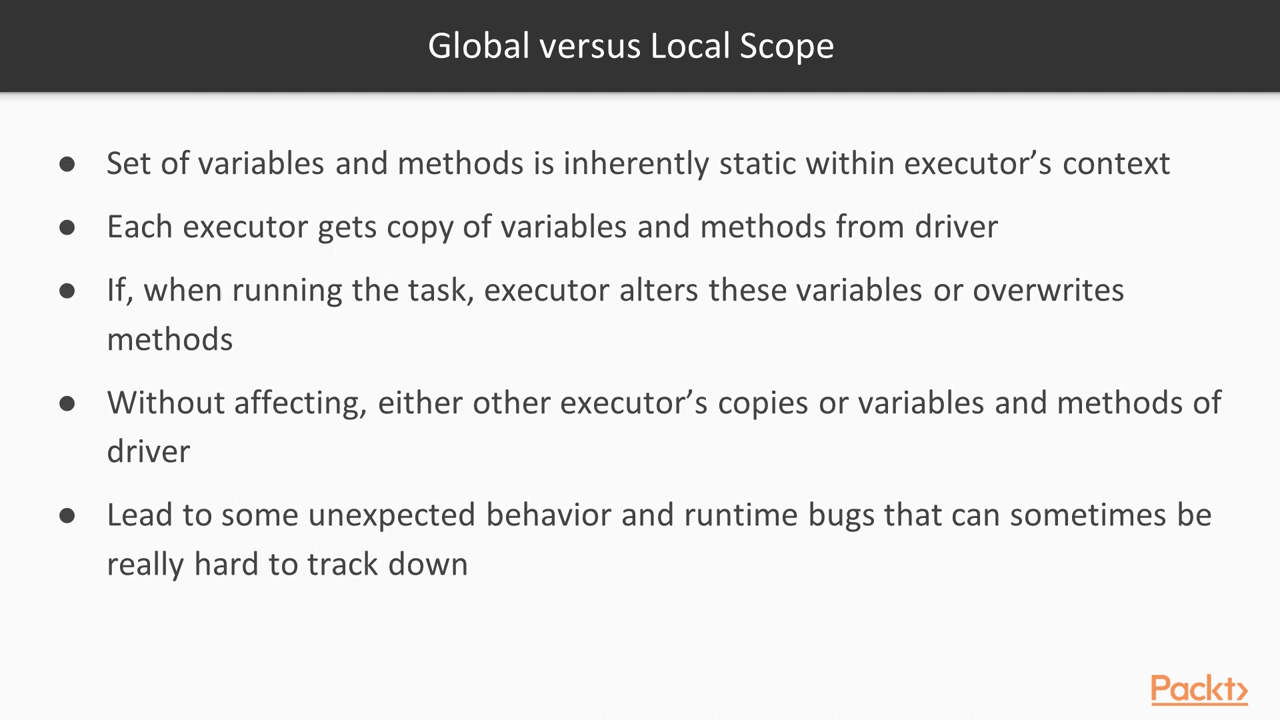 Global versus Local Scope
● Set of variables and methods is inherently static within executor’s context
● Each executor gets copy of variables and methods from driver
● If, when running the task, executor alters these variables or overwrites
methods
● Without affecting, either other executor’s copies or variables and methods of
driver
● Lead to some unexpected behavior and runtime bugs that can sometimes be
really hard to track down
Packt>